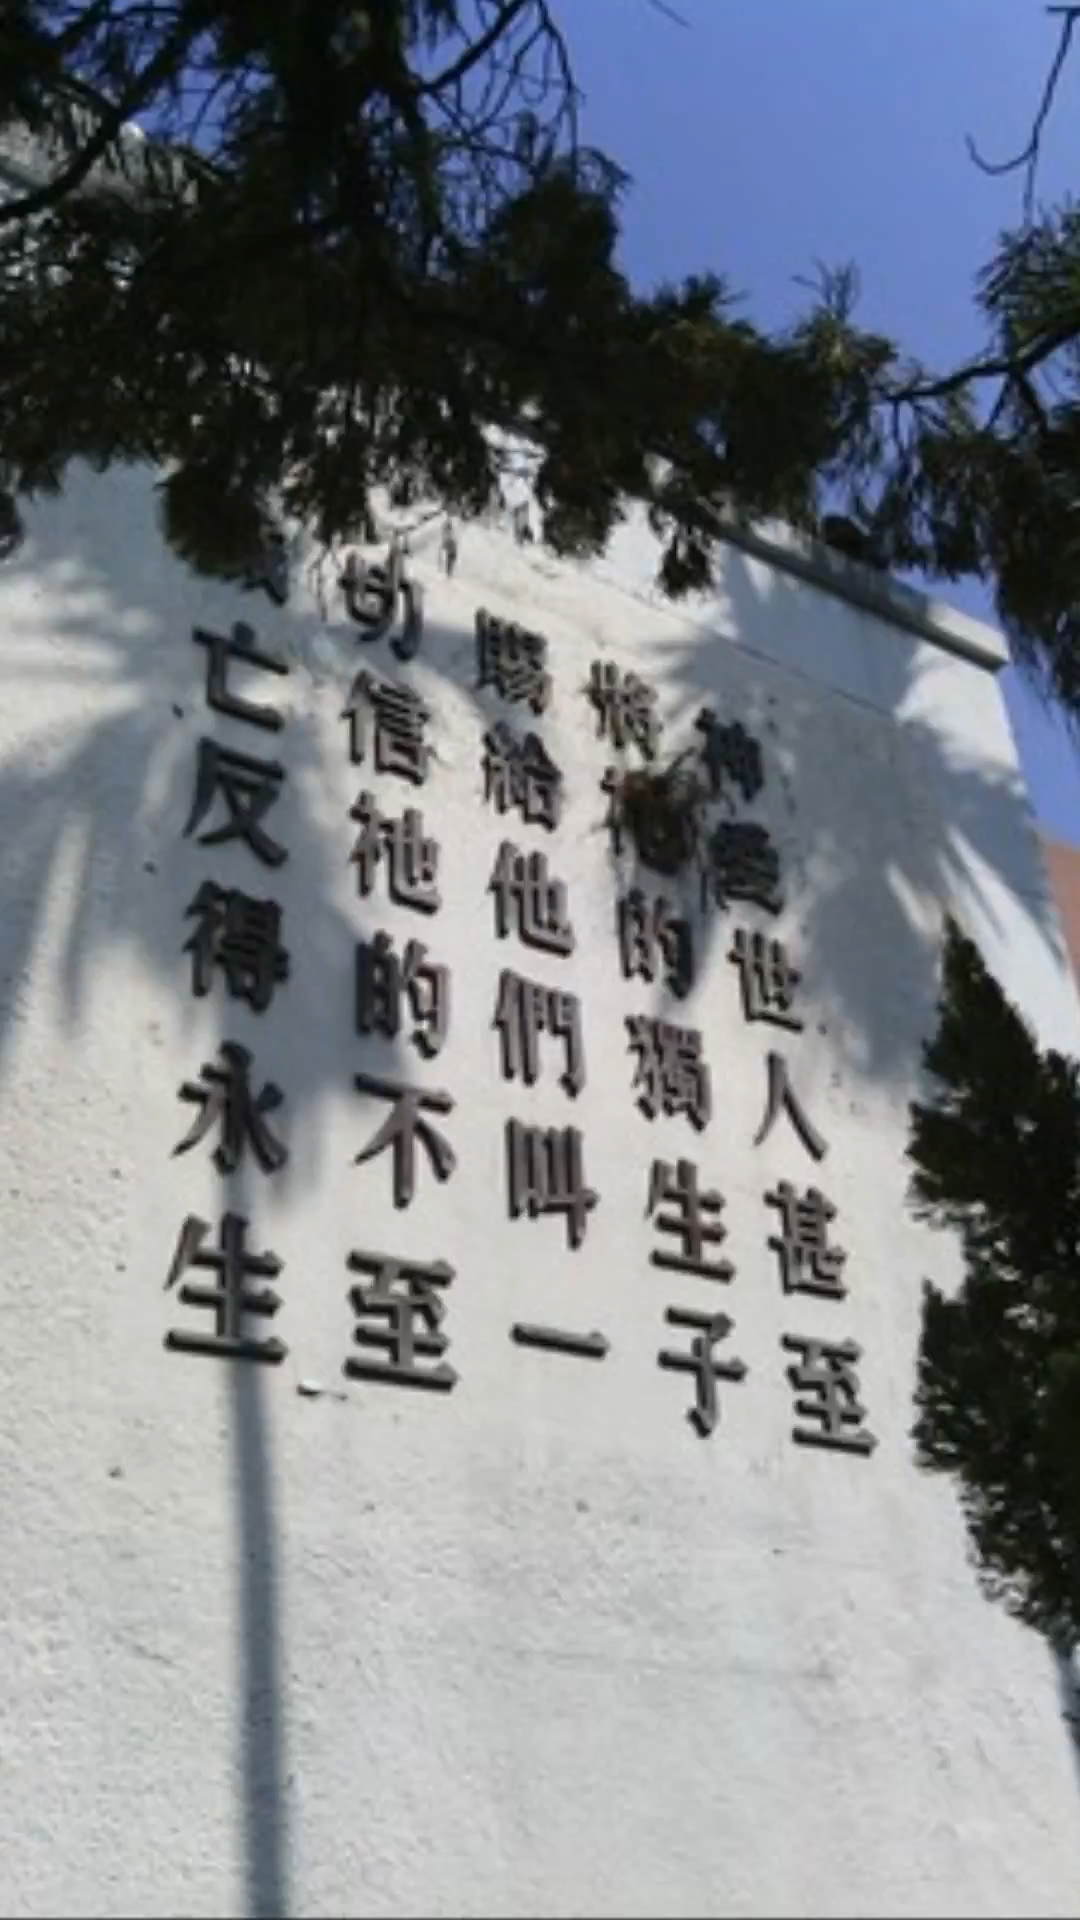 神愛世人甚至
將祂的獨生子
賜給他們叫一
切信祂的不至
亡反得永生